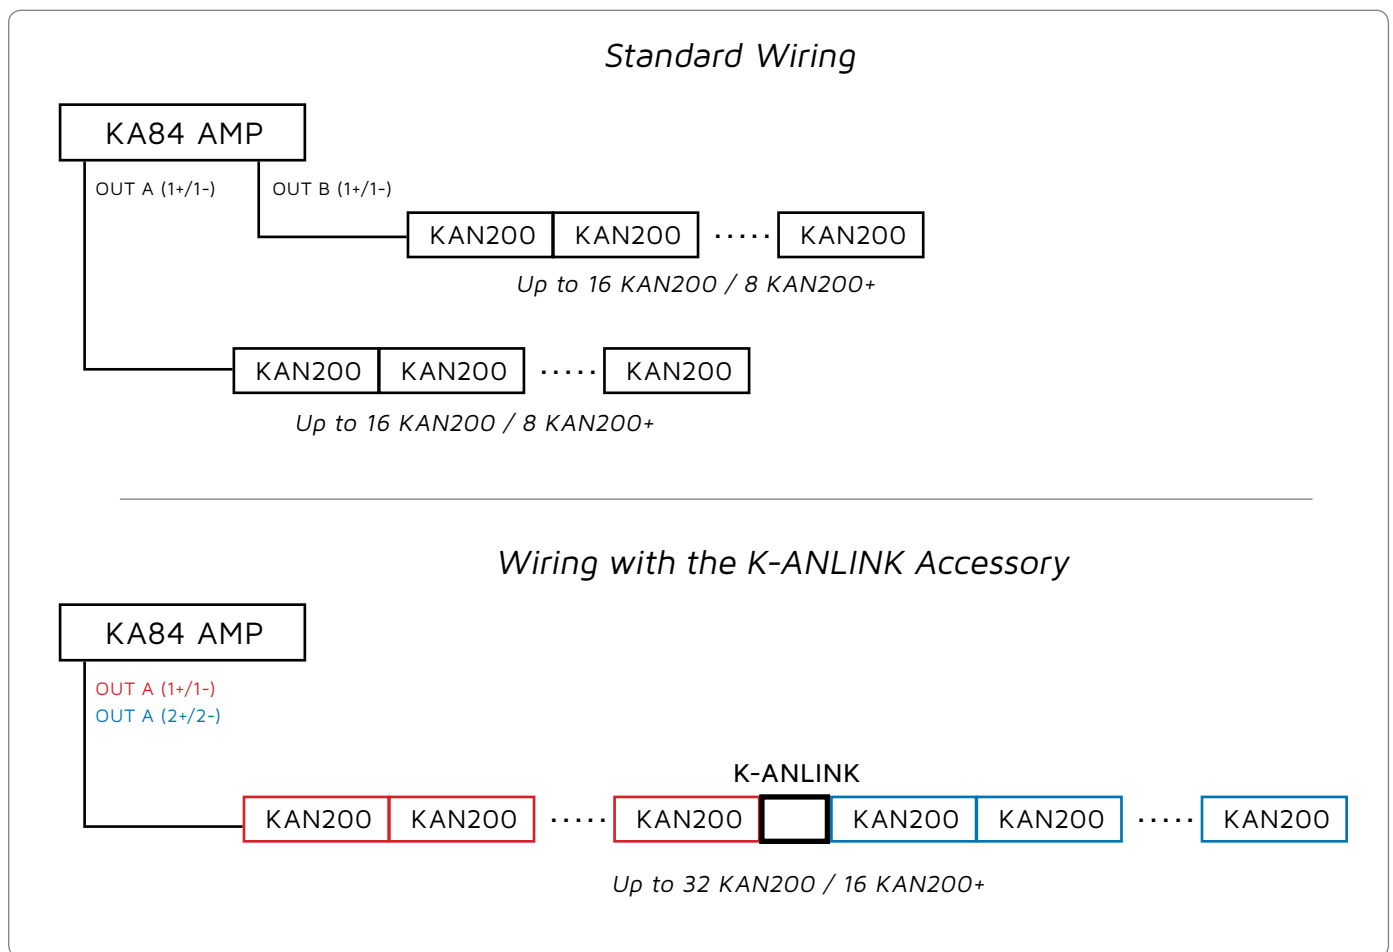 Standard Wiring
KA84 AMP
OUT A (1+/1-)
OUT B (1+/1-)
KAN200
KAN200
.....
KAN200
Up to 16 KAN200 / 8 KAN200+
KAN200
KAN200
.....
KAN200
Up to 16 KAN200 / 8 KAN200+
Wiring with the K-ANLINK Accessory
KA84 AMP
OUT A (1+/1-)
OUT A (2+/2-)
K-ANLINK
KAN200
KAN200
.....
KAN200
KAN200
KAN200
.....
KAN200
Up to 32 KAN200 / 16 KAN200+